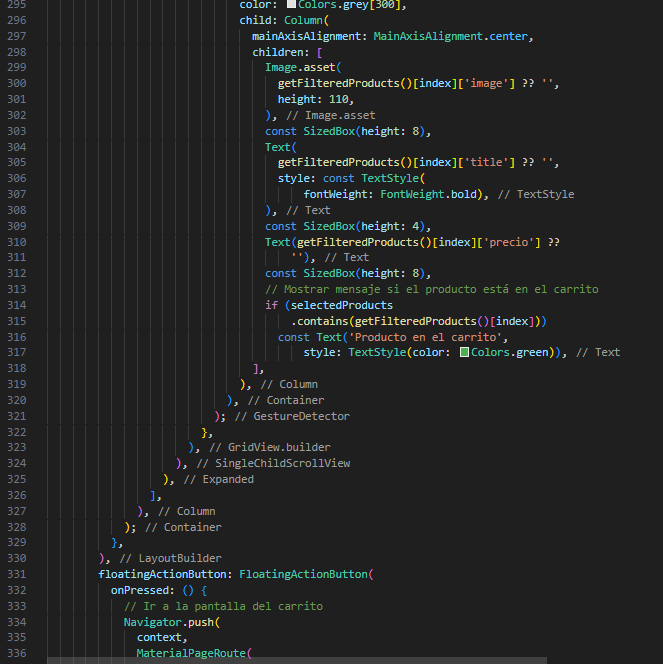 295 color: Colors.grey[300],
296 child: Column(
297 mainAxisAlignment: MainAxisAlignment.center,
298 children: [
299 Image.asset(
300 getFilteredProducts()[index]['image'] ?? '',
301 height: 110,
302 ), // Image.asset
303 const SizedBox(height: 8),
304 Text(
305 getFilteredProducts()[index]['title'] ?? '',
306 style: const TextStyle(
307 fontWeight: FontWeight.bold), // TextStyle
308 ), // Text
309 const SizedBox(height: 4),
310 Text(getFilteredProducts()[index]['precio'] ??
311 ''), // Text
312 const SizedBox(height: 8),
313 // Mostrar mensaje si el producto está en el carrito
314 if (selectedProducts
315 .contains(getFilteredProducts()[index]))
316 const Text('Producto en el carrito',
317 style: TextStyle(color: Colors.green)), // Text
318 ],
319 ), // Column
320 ), // Container
321 ); // GestureDetector
322 },
323 ), // GridView.builder
324 ), // SingleChildScrollView
325 ), // Expanded
326 ],
327 ), // Column
328 ); // Container
329 },
330 ), // LayoutBuilder
331 floatingActionButton: FloatingActionButton(
332 onPressed: () {
333 // Ir a la pantalla del carrito
334 Navigator.push(
335 context,
336 MaterialPageRoute(